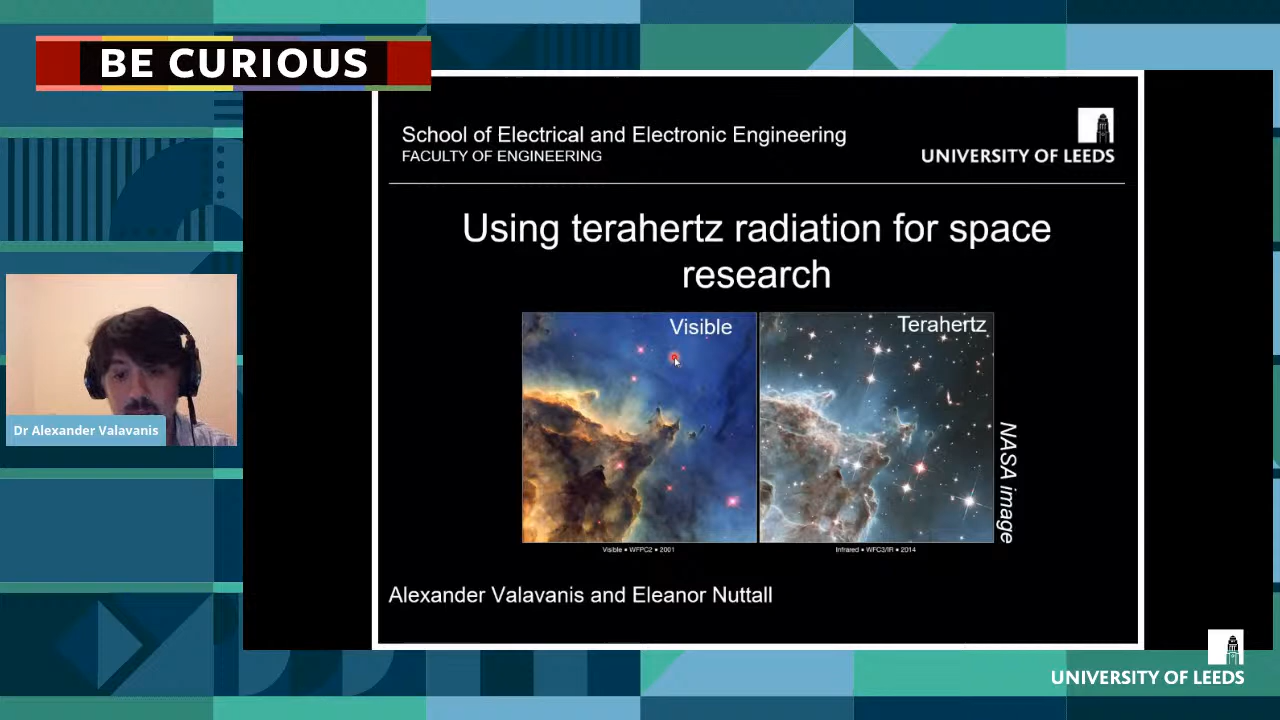 BE CURIOUS
School of Electrical and Electronic Engineering
FACULTY OF ENGINEERING
UNIVERSITY OF LEEDS
Using terahertz radiation for space
research
Visible
Terahertz
NASA image
Visible • WFPC2 • 2001
Infrared • WFC3/IR • 2014
Dr Alexander Valavanis
Alexander Valavanis and Eleanor Nuttall
UNIVERSITY OF LEEDS